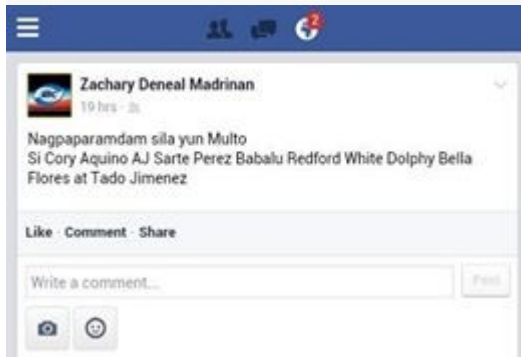 2
Zachary Deneal Madrinan
19 hrs ·
Nagpaparamdam sila yun Multo
Si Cory Aquino AJ Sarte Perez Babalu Redford White Dolphy Bella
Flores at Tado Jimenez
Like · Comment · Share
Write a comment...
Post